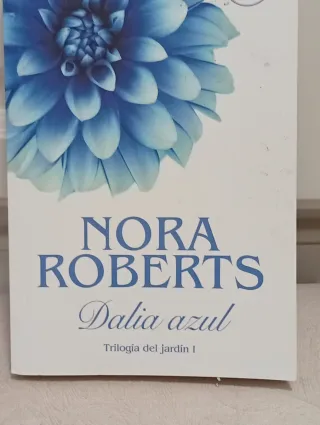 NORA
ROBERTS
Dalia azul
Trilogía del jardín I